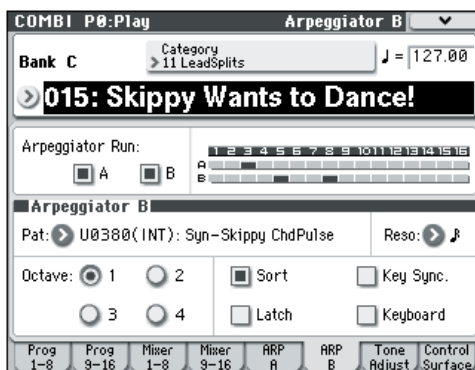 COMBI P0:Play Arpeggiator B
Bank C Category ♩= 127.00
11 LeadSplits
015: Skippy Wants to Dance!
Arpeggiator Run: 1 2 3 4 5 6 7 8 9 10 11 12 13 14 15 16
A B A
B
Arpeggiator B
Pat: U0380(INT): Syn-Skippy ChdPulse Reso: ♪
Octave: 1 2 Sort Key Sync.
3 4 Latch Keyboard
Prog 1-8 Prog 9-16 Mixer 1-8 Mixer 9-16 ARP A ARP B Tone Adjust Control Surface